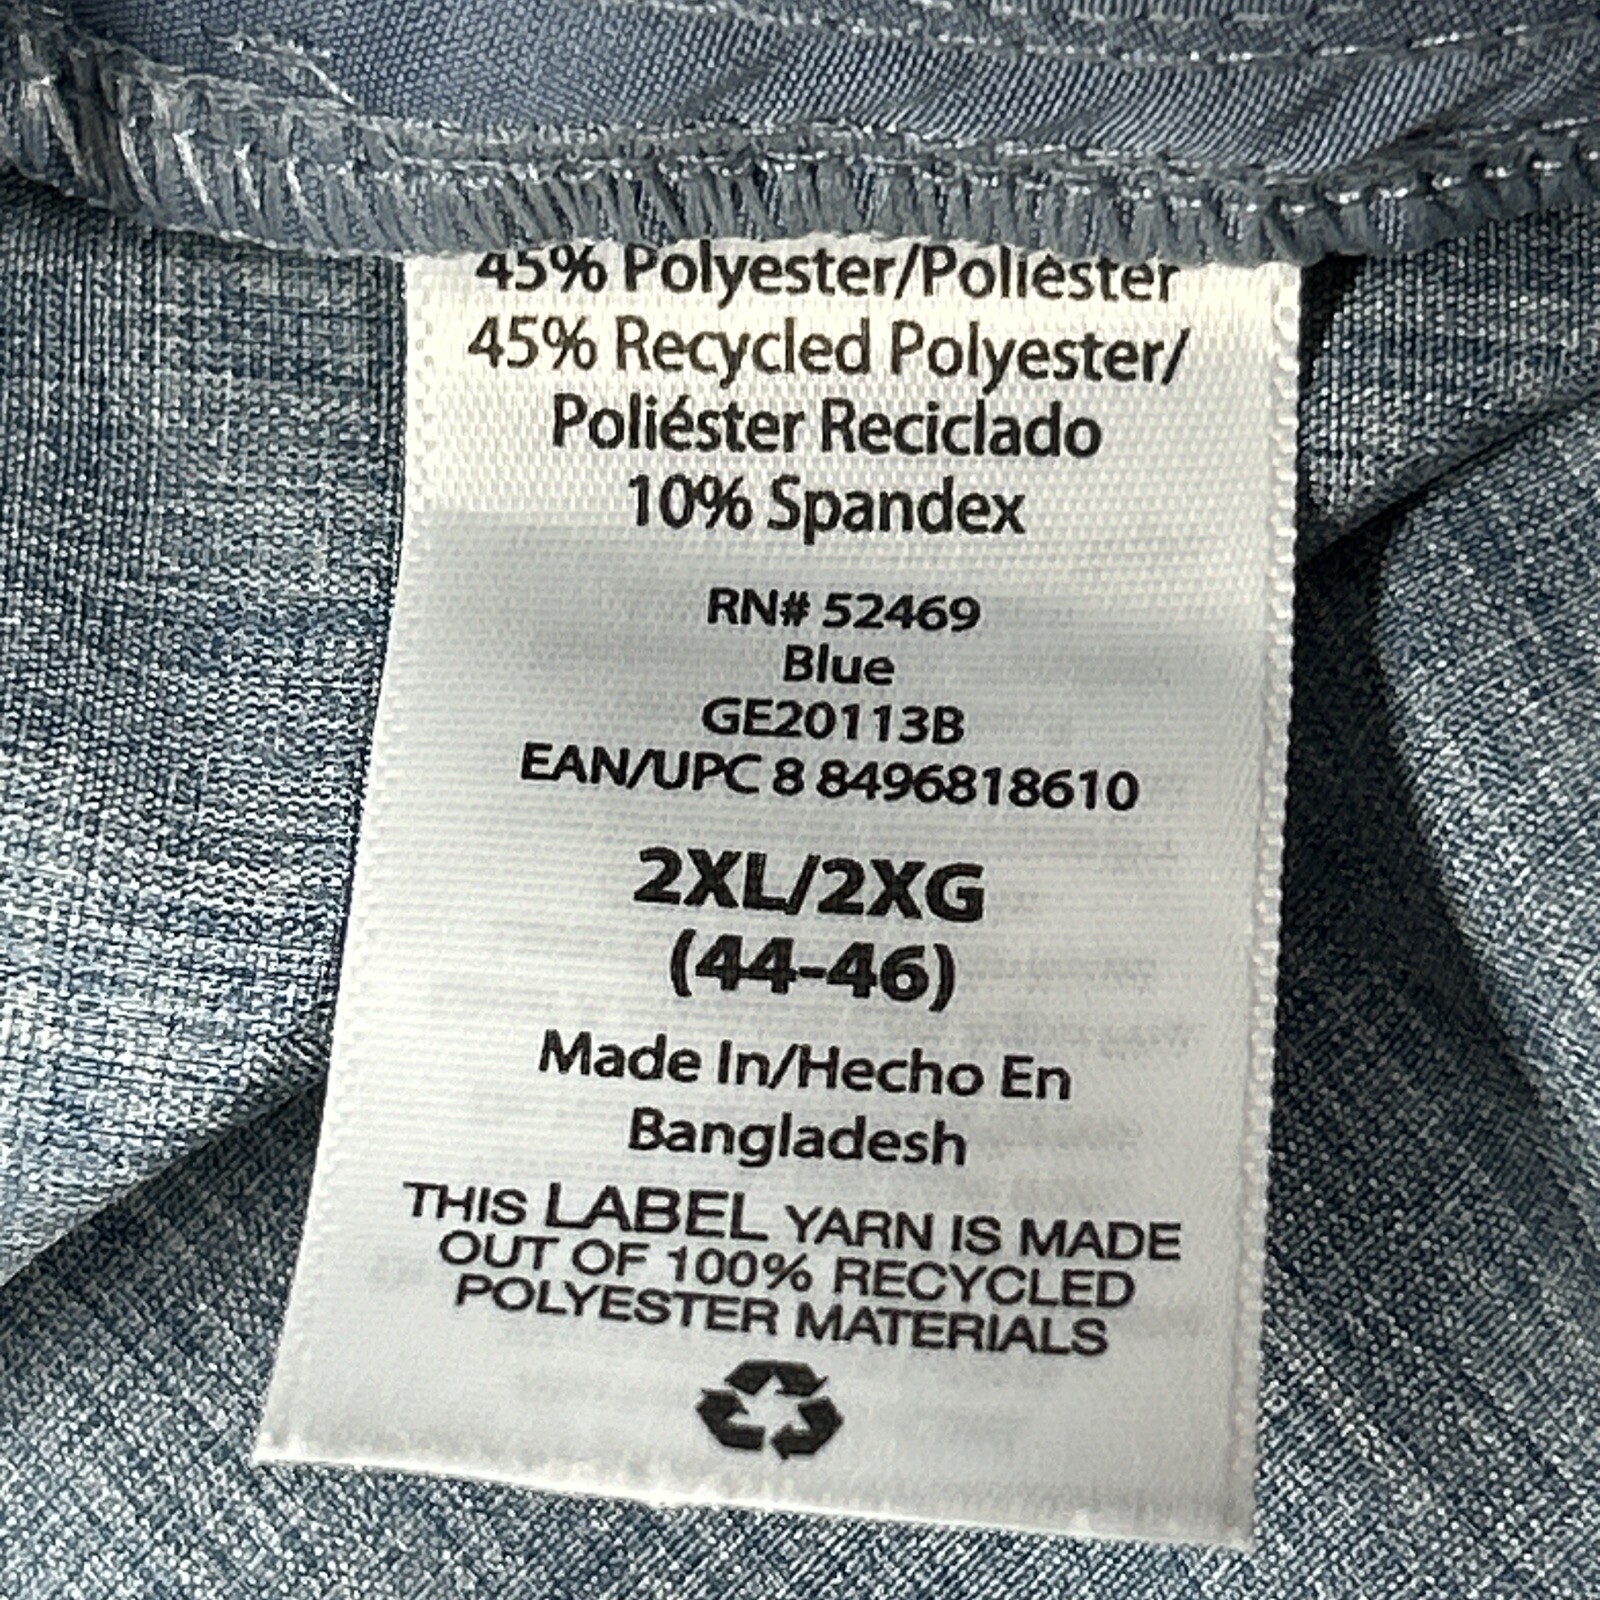 45% Polyester/Poliéster
45% Recycled Polyester/
Poliéster Reciclado
10% Spandex
RN# 52469
Blue
GE20113B
EAN/UPC 8 8496818610
2XL/2XG
(44-46)
Made In/Hecho En
Bangladesh
THIS LABEL YARN IS MADE
OUT OF 100% RECYCLED
POLYESTER MATERIALS